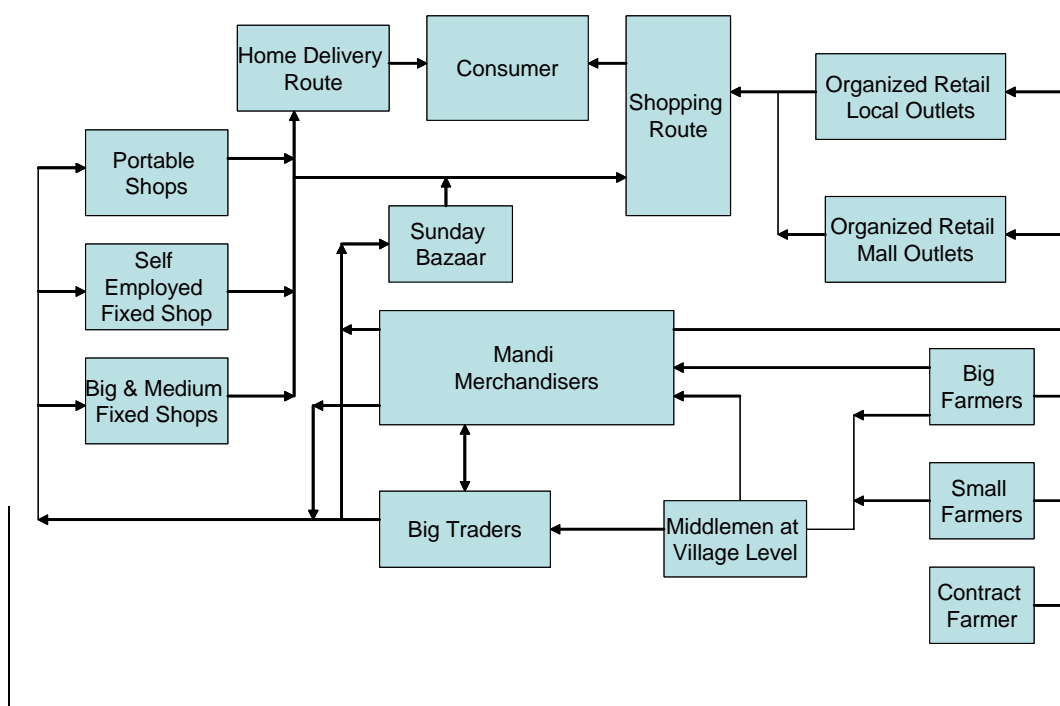 Home Delivery
Route
Consumer
Shopping
Route
Organized Retail
Local Outlets
Portable
Shops
Sunday
Bazaar
Organized Retail
Mall Outlets
Self
Employed
Fixed Shop
Mandi
Merchandisers
Big & Medium
Fixed Shops
Big
Farmers
Big Traders
Middlemen at
Village Level
Small
Farmers
Contract
Farmer